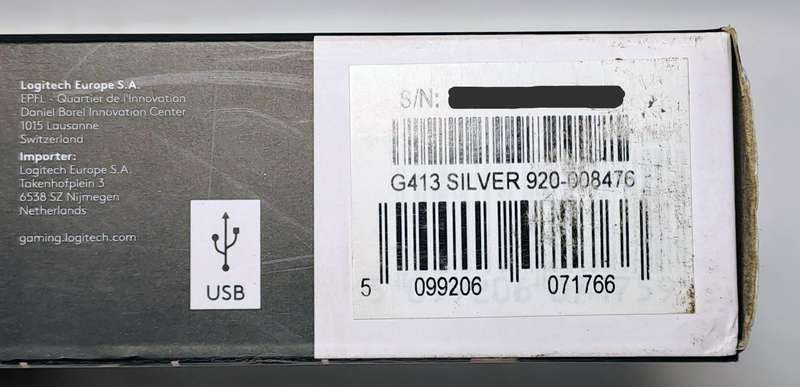 Logitech Europe S.A.
EPFL - Quartier de l'Innovation
Daniel Borel Innovation Center
1015 Lausanne
Switzerland
Importer:
Logitech Europe S.A.
Takenhofplein 3
6538 SZ Nijmegen
Netherlands
gaming.logitech.com
USB
S/N:
G413 SILVER 920-008476
5 099206 071766